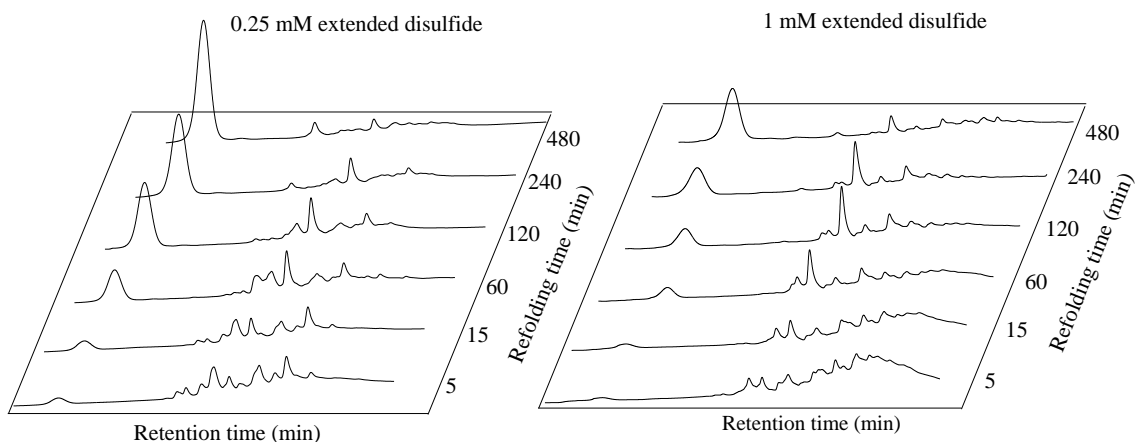 0.25 mM extended disulfide
480
240
120
60
15
5
Refolding time (min)
Retention time (min)
1 mM extended disulfide
480
240
120
60
15
5
Refolding time (min)
Retention time (min)